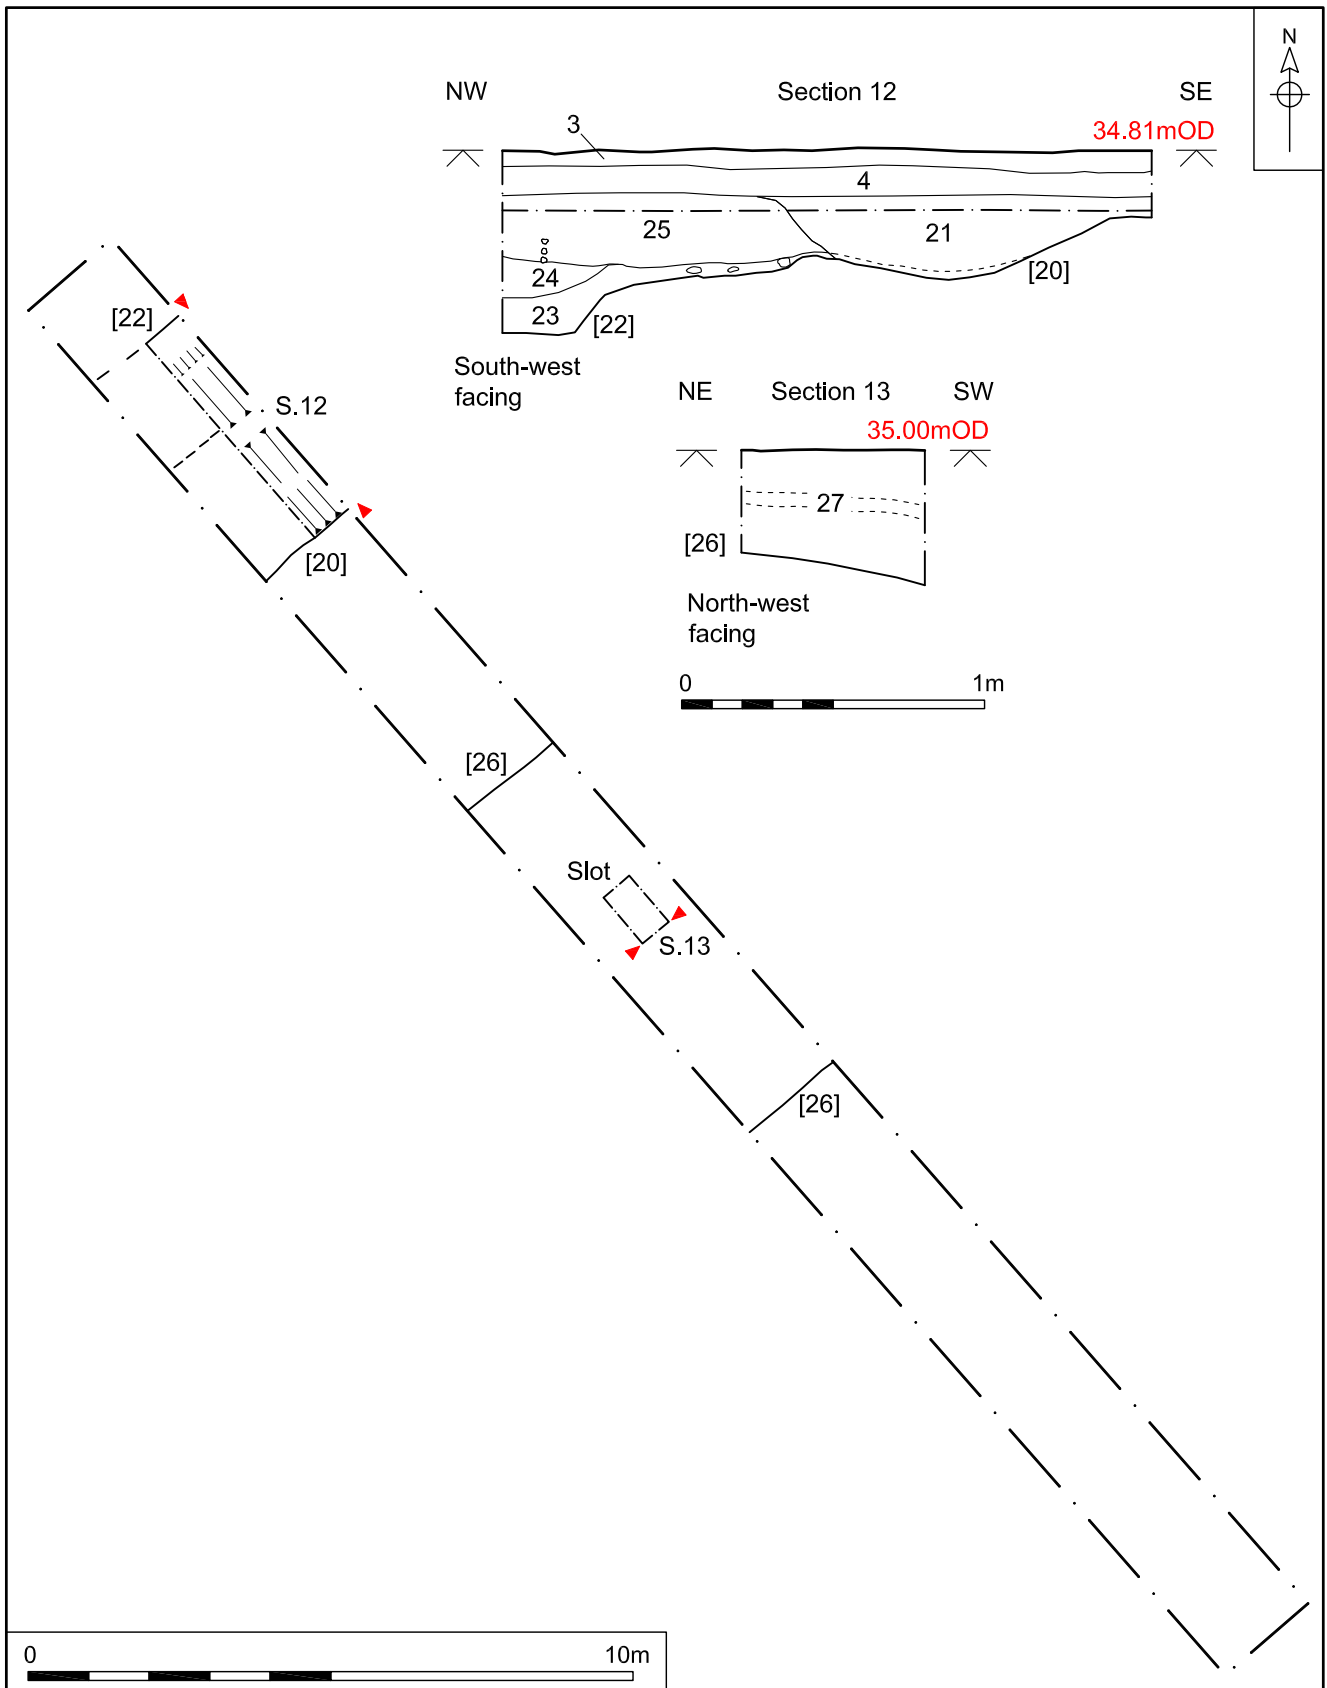 N
NW Section 12 SE
34.81mOD
3
4
25
21
24
[20]
23
[22]
South-west
facing
NE Section 13 SW
35.00mOD
27
[26]
North-west
facing
0 1m
[22]
S.12
[20]
[26]
Slot
S.13
[26]
0 10m